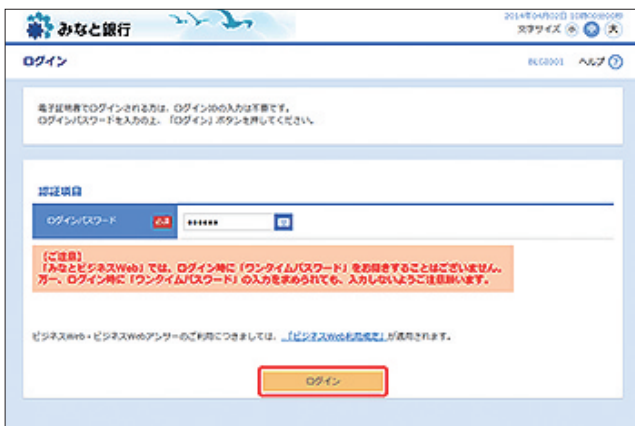 みなと銀行
2014年04月02日 10時00分00秒
文字サイズ 小 中 大
ログイン
BLG0001 ヘルプ ?
電子証明書でログインされる方は、ログインIDの入力は不要です。
ログインパスワードを入力の上、「ログイン」ボタンを押してください。
認証項目
ログインパスワード 必須 ●●●●●●
【ご注意】
「みなとビジネスWeb」では、ログイン時に「ワンタイムパスワード」をお聞きすることはございません。
万一、ログイン時に「ワンタイムパスワード」の入力を求められても、入力しないようご注意願います。
ビジネスWeb・ビジネスWebアンサーのご利用につきましては、「ビジネスWeb利用規定」が適用されます。
ログイン